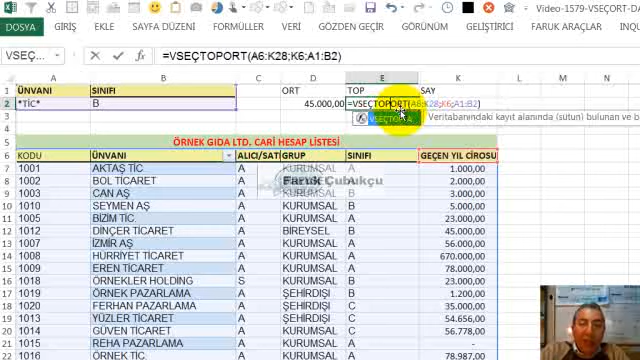 Video-1579-VSEÇORT-DA
DOSYA GİRİŞ EKLE SAYFA DÜZENİ FORMÜLLER VERİ GÖZDEN GEÇİR GÖRÜNÜM GELİŞTİRİCİ FARUK ARAÇLAR Oturum
VSEÇ... =VSEÇTOPORT(A6:K28;K6;A1:B2)
A B C D E K L
1 ÜNVANI SINIFI ORT TOP SAY
2 *TİC* B 45.000,00 =VSEÇTOPORT(A6:K28;K6;A1:B2)
3 VSEÇTOPLA Veritabanındaki kayıt alanında (sütun) bulunan ve b
4
5 ÖRNEK GIDA LTD. CARİ HESAP LİSTESİ
6 KODU ÜNVANI ALICI/SATI GRUP SINIFI GEÇEN YIL CİROSU
7 1001 AKTAŞ TİC A KURUMSAL A 1.000,00
8 1002 BOL TİCARET A KURUMSAL B 2.000,00
9 1003 CAN AŞ A KURUMSAL B 3.000,00
10 1010 SEYMEN AŞ A KURUMSAL B 5.000,00
11 1005 BİZİM TİC A KURUMSAL A 23.000,00
12 1012 DİNÇER TİCARET A BİREYSEL B 45.000,00
13 1007 İZMİR AŞ A KURUMSAL A 56.000,00
14 1008 HÜRRİYET TİCARET A KURUMSAL A 670.000,00
15 1009 EREN TİCARET A KURUMSAL A 78.000,00
16 1018 ÖRNEKLER HOLDING S KURUMSAL A 23.000,00
17 1019 ÖRNEK PAZARLAMA A ŞEHİRDIŞI B 1.200,00
18 1020 FERHAN PAZARLAMA A ŞEHİRDIŞI C 35.000,00
19 1013 YÜZLER TİCARET A ŞEHİRDIŞI C 54.656,00
20 1014 GÜVEN TİCARET A KURUMSAL C 56.778,00
21 1015 REHA PAZARLAMA A KURUMSAL A -
22 1016 ÖRNEK TİC A KURUMSAL A 78.987,00
Faruk Çubukçu